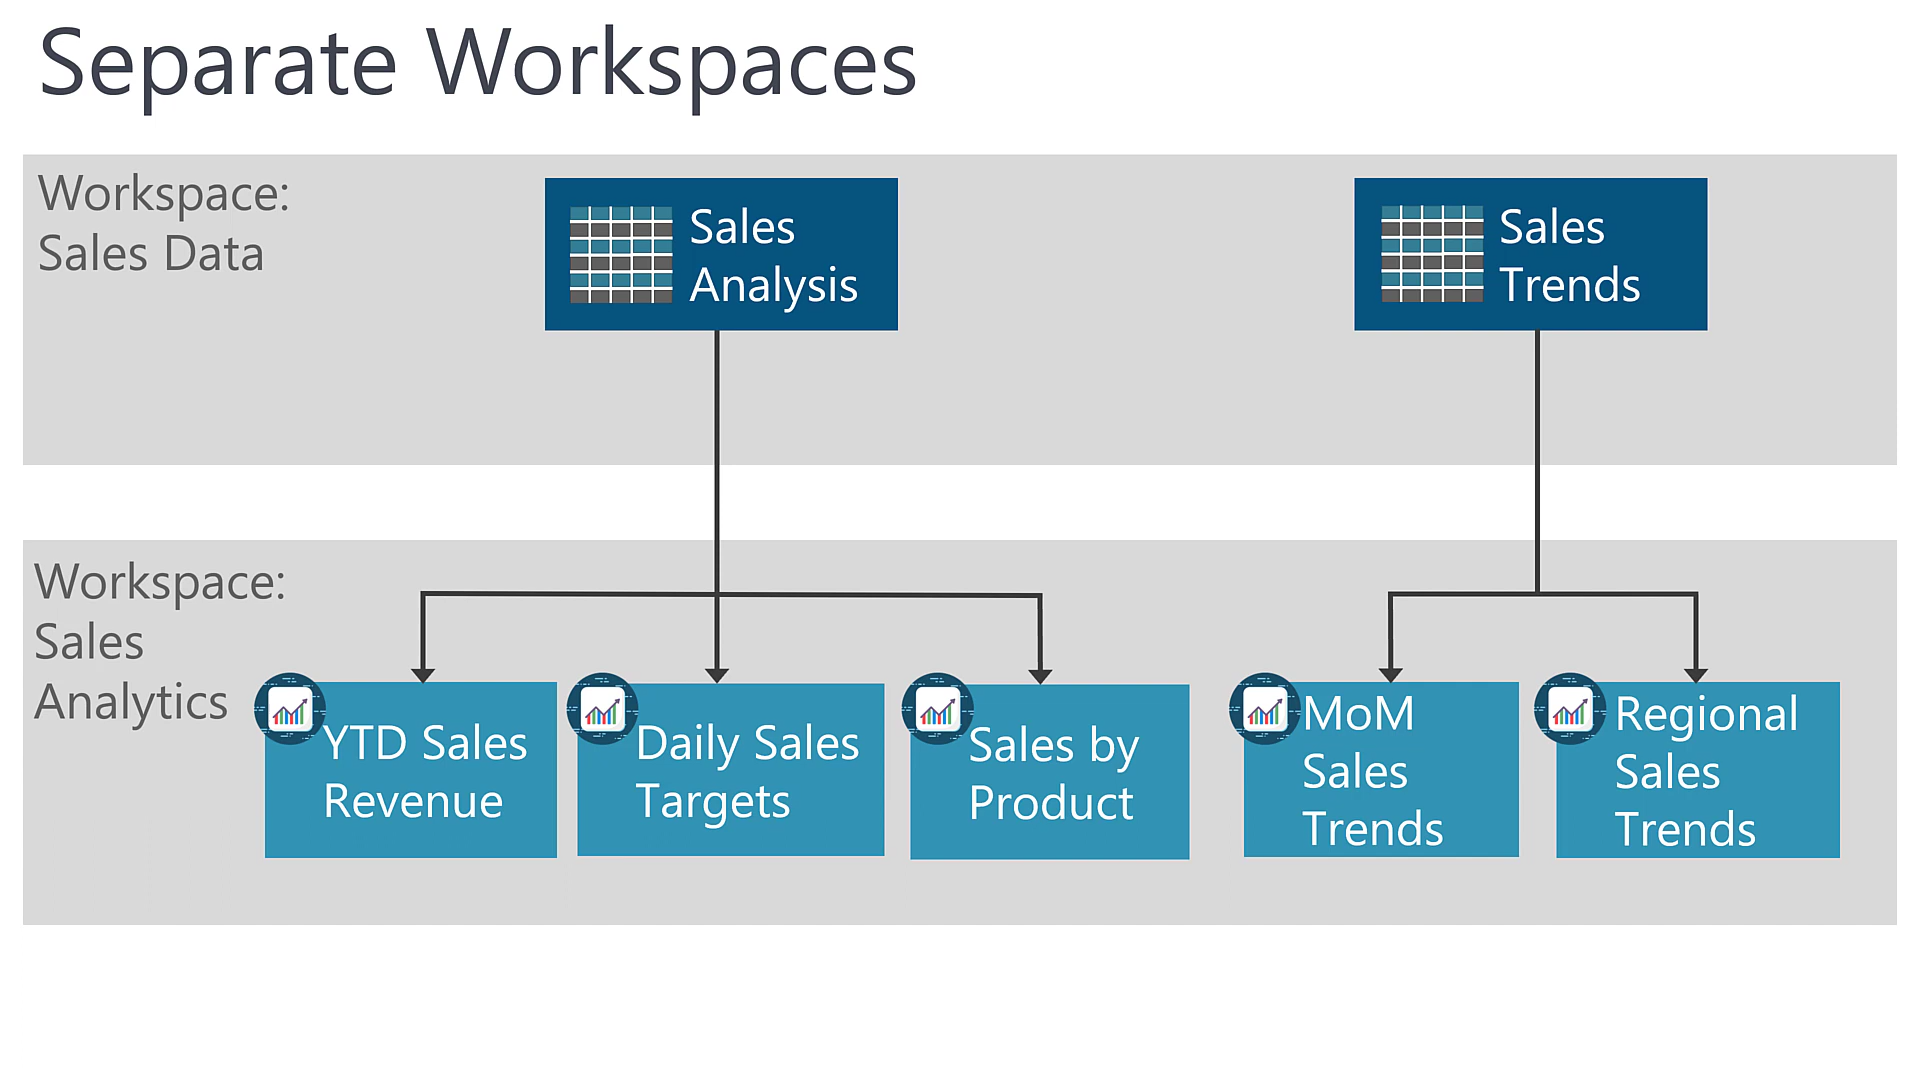 Separate Workspaces
Workspace:
Sales Data
Sales
Analysis
Sales
Trends
Workspace:
Sales
Analytics
YTD Sales
Revenue
Daily Sales
Targets
Sales by
Product
MoM
Sales
Trends
Regional
Sales
Trends